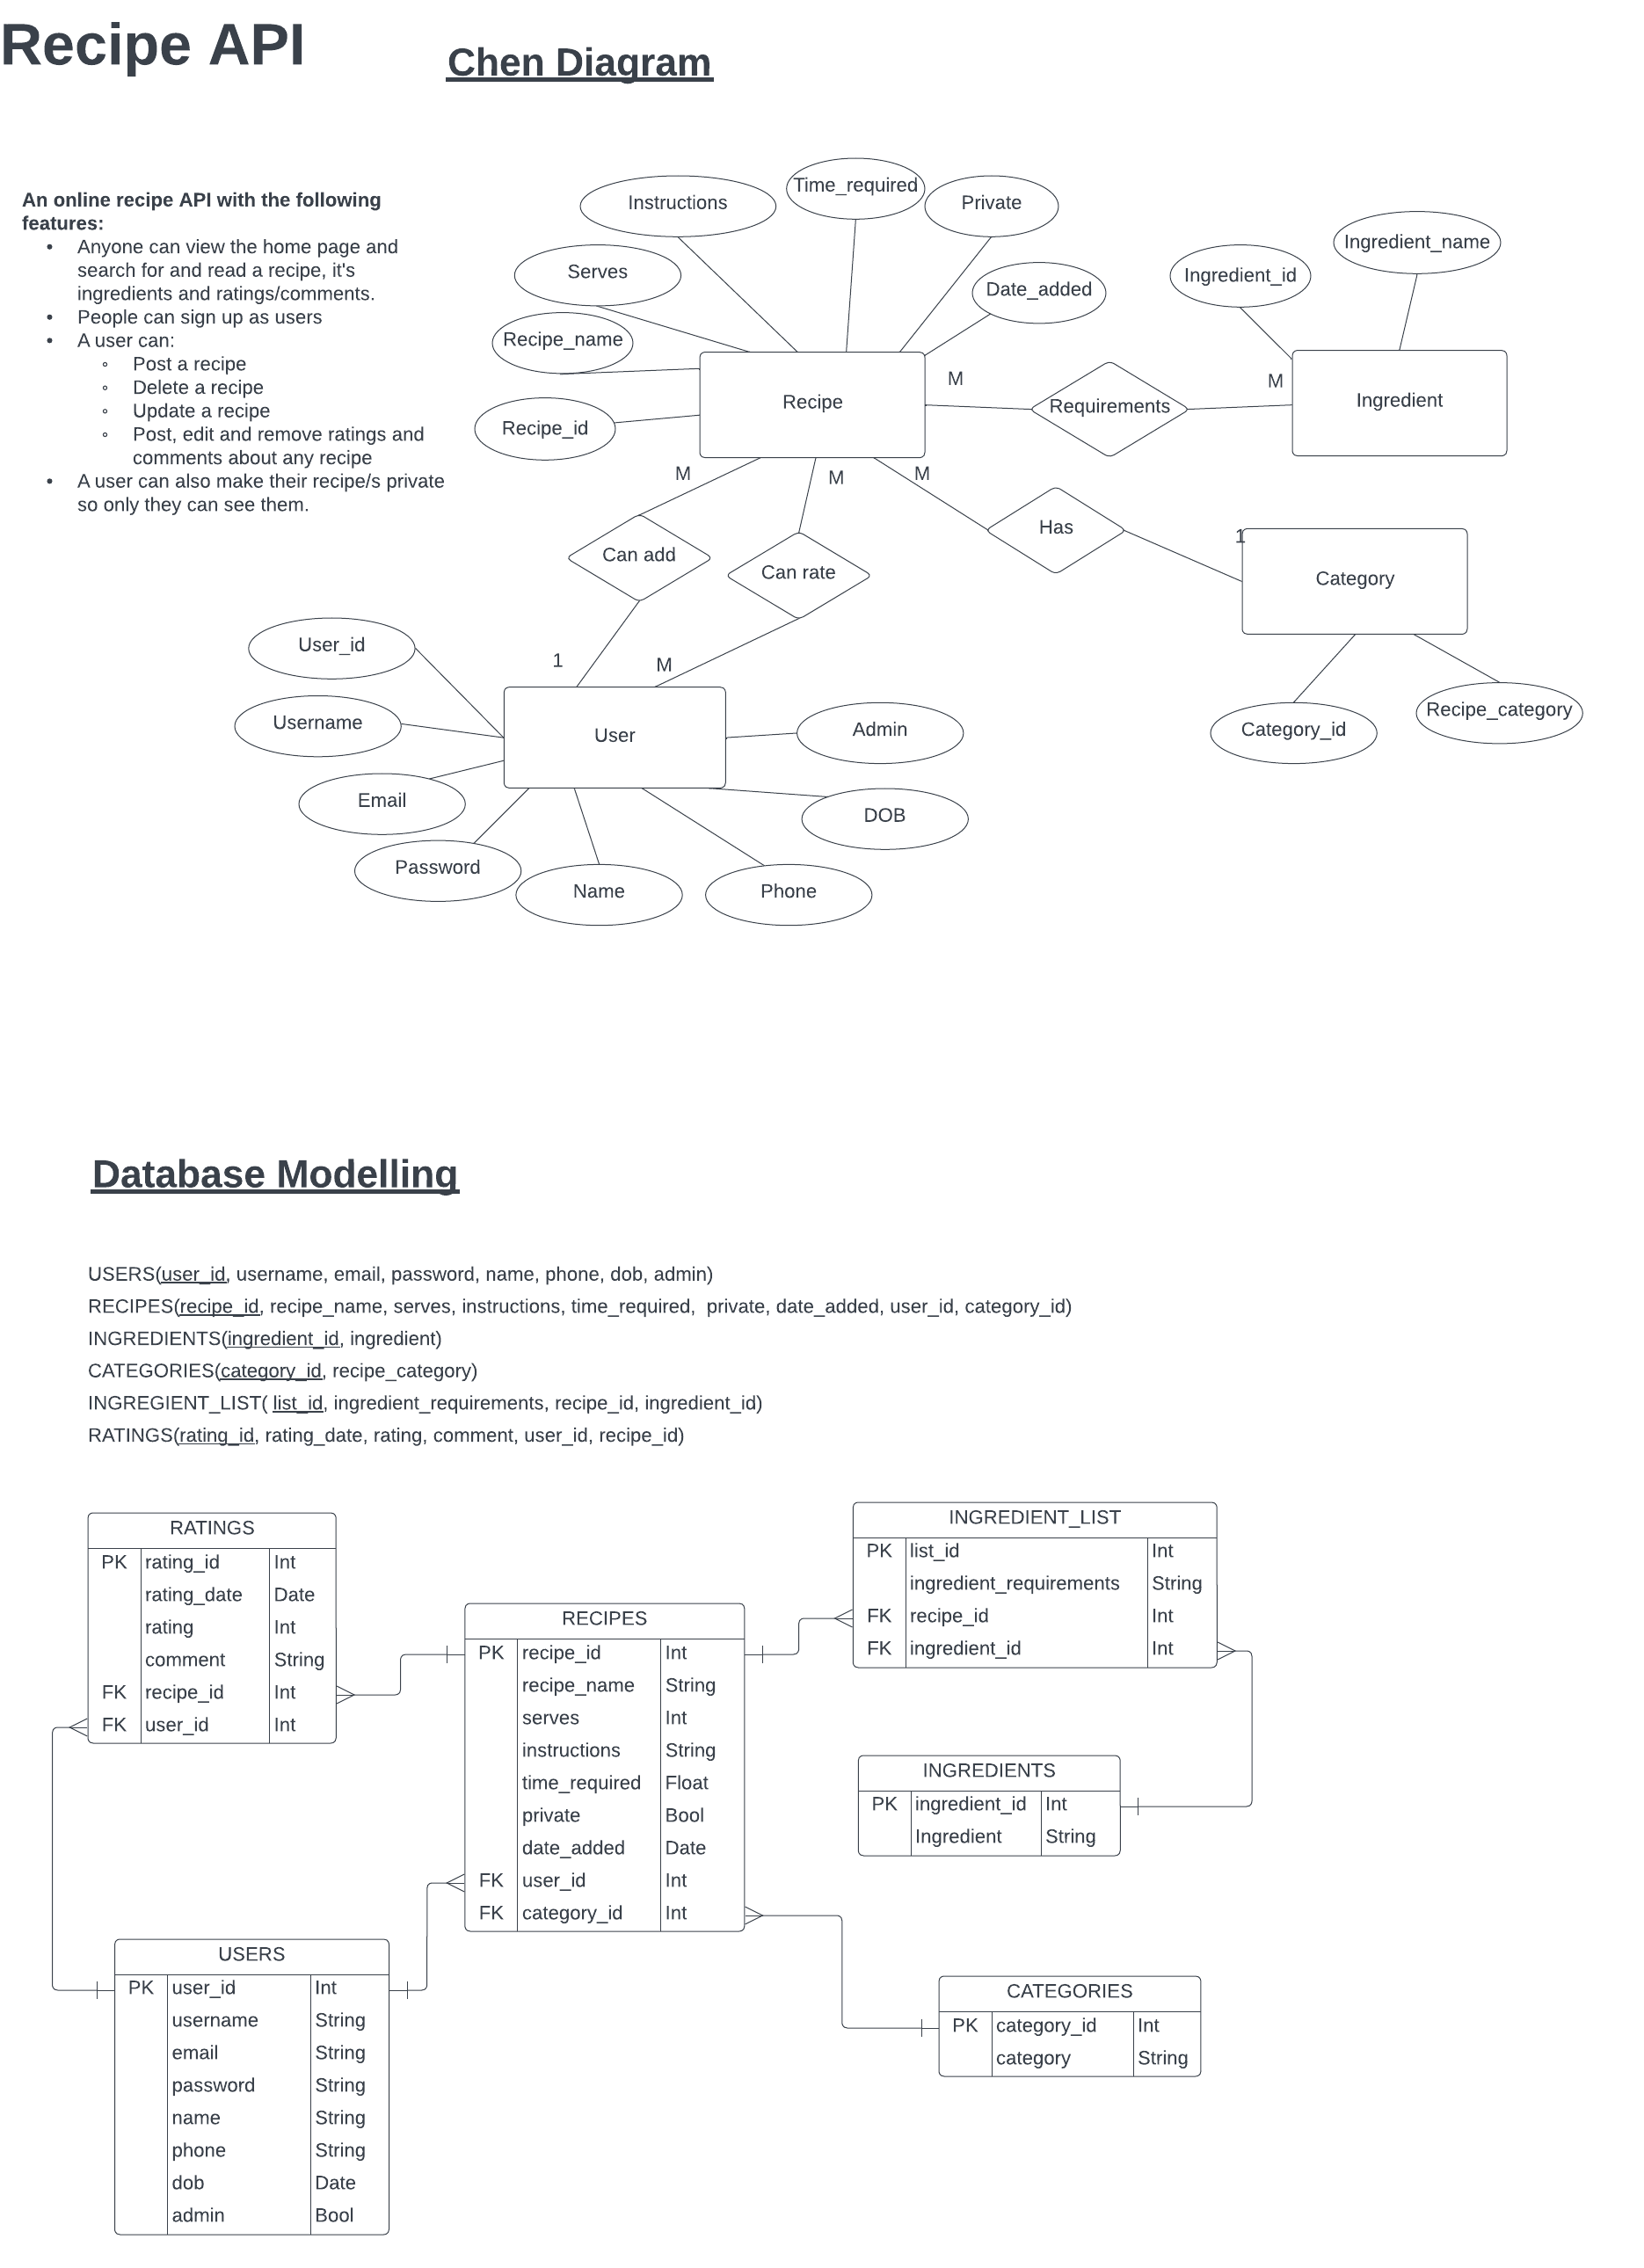 Recipe API
Chen Diagram
An online recipe API with the following
features:
• Anyone can view the home page and
search for and read a recipe, it's
ingredients and ratings/comments.
• People can sign up as users
• A user can:
◦ Post a recipe
◦ Delete a recipe
◦ Update a recipe
◦ Post, edit and remove ratings and
comments about any recipe
• A user can also make their recipe/s private
so only they can see them.
Instructions
Time_required
Private
Serves
Date_added
Recipe_name
Recipe_id
Recipe
M
Requirements
M
Ingredient_id
Ingredient_name
Ingredient
M
M
M
Can add
Can rate
Has
1
Category
Category_id
Recipe_category
1
M
User_id
Username
Email
Password
Name
Phone
DOB
Admin
User
Database Modelling
USERS(user_id, username, email, password, name, phone, dob, admin)
RECIPES(recipe_id, recipe_name, serves, instructions, time_required,  private, date_added, user_id, category_id)
INGREDIENTS(ingredient_id, ingredient)
CATEGORIES(category_id, recipe_category)
INGREGIENT_LIST( list_id, ingredient_requirements, recipe_id, ingredient_id)
RATINGS(rating_id, rating_date, rating, comment, user_id, recipe_id)
RATINGS
PK rating_id Int
rating_date Date
rating Int
comment String
FK recipe_id Int
FK user_id Int
RECIPES
PK recipe_id Int
recipe_name String
serves Int
instructions String
time_required Float
private Bool
date_added Date
FK user_id Int
FK category_id Int
INGREDIENT_LIST
PK list_id Int
ingredient_requirements String
FK recipe_id Int
FK ingredient_id Int
INGREDIENTS
PK ingredient_id Int
Ingredient String
USERS
PK user_id Int
username String
email String
password String
name String
phone String
dob Date
admin Bool
CATEGORIES
PK category_id Int
category String